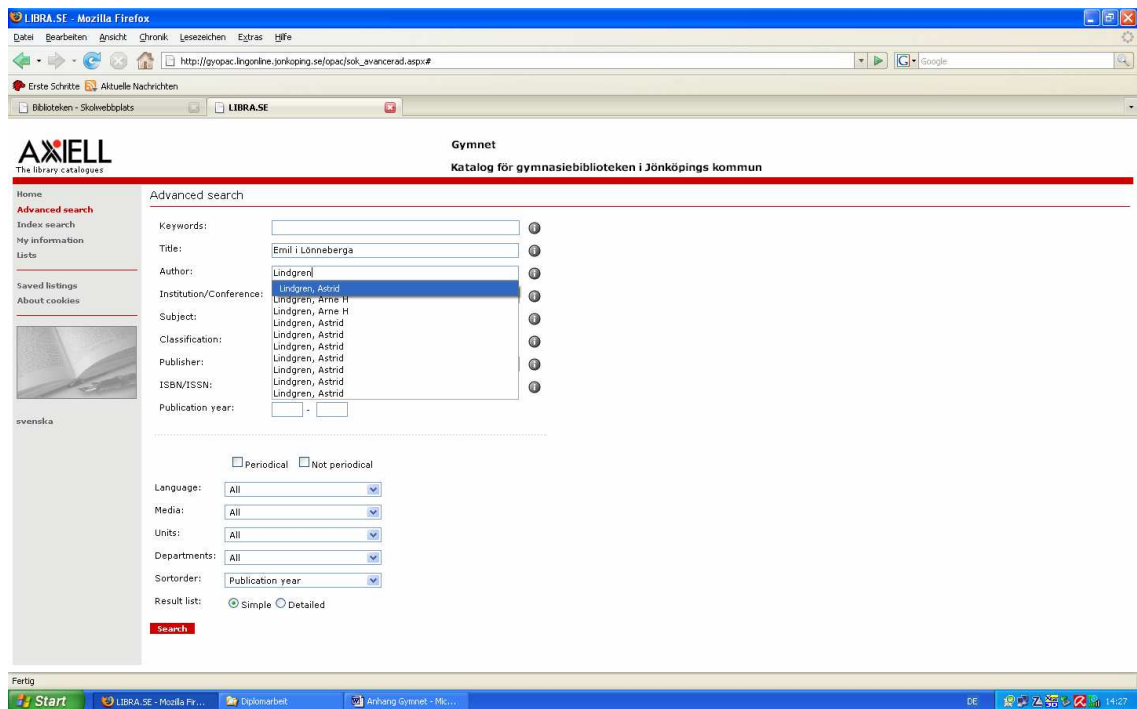 LIBRA.SE - Mozilla Firefox
Datei Bearbeiten Ansicht Chronik Lesezeichen Extras Hilfe
http://gyopac.lingonline.jonkoping.se/opac/sok_avancerad.aspx# G Google
Erste Schritte Aktuelle Nachrichten
Biblioteken - Skolwebbplats LIBRA.SE
AXIELL
The library catalogues
Gymnet
Katalog för gymnasiebiblioteken i Jönköpings kommun
Home
Advanced search
Index search
My information
Lists
Saved listings
About cookies
svenska
Advanced search
Keywords:
Title: Emil i Lönneberga
Author: Lindgren
Institution/Conference:
Subject:
Classification:
Publisher:
ISBN/ISSN:
Publication year: -
Lindgren, Astrid
Lindgren, Arne H
Lindgren, Arne H
Lindgren, Astrid
Lindgren, Astrid
Lindgren, Astrid
Lindgren, Astrid
Lindgren, Astrid
Lindgren, Astrid
Lindgren, Astrid
Periodical Not periodical
Language: All
Media: All
Units: All
Departments: All
Sortorder: Publication year
Result list: Simple Detailed
Search
Fertig
Start LIBRA.SE - Mozilla Fir... Diplomarbeit Anhang Gymnet - Mic... DE 14:27